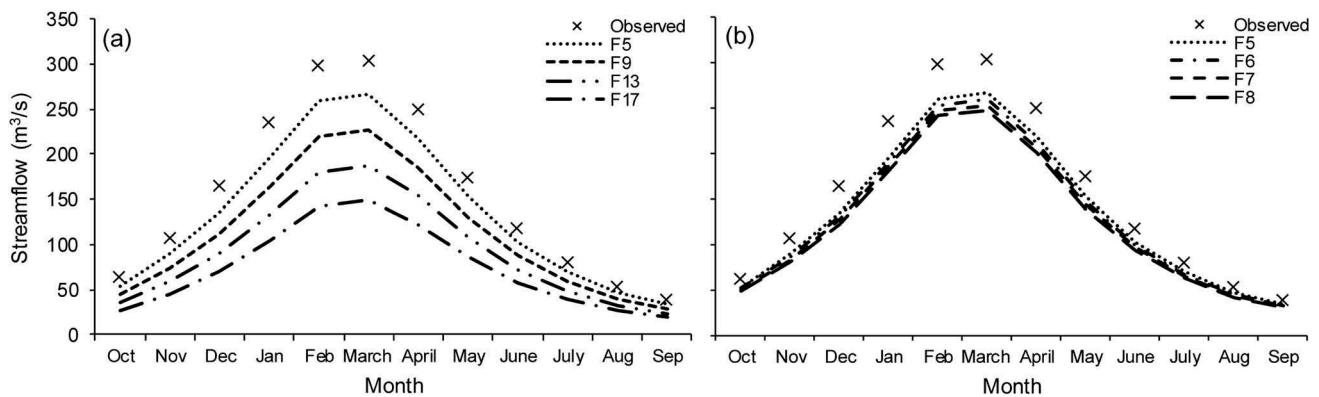 (a)
× Observed
F5
F9
F13
F17
350
300
250
200
150
100
50
0
Streamflow (m³/s)
Oct Nov Dec Jan Feb March April May June July Aug Sep
Month
(b)
× Observed
F5
F6
F7
F8
Oct Nov Dec Jan Feb March April May June July Aug Sep
Month